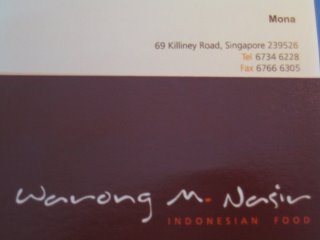 Mona
69 Killiney Road, Singapore 239526
Tel 6734 6228
Fax 6766 6305
Warong M. Nasir
INDONESIAN FOOD